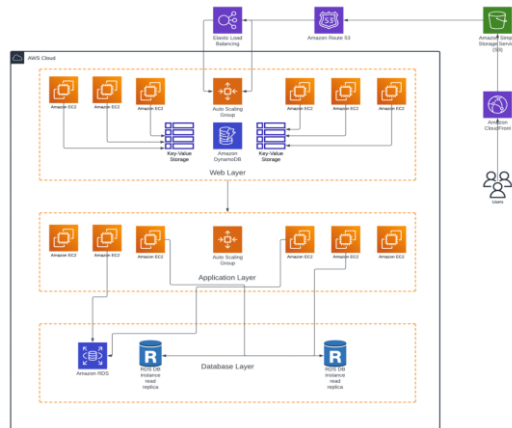 Elastic Load
Balancing
Amazon Route 53
Amazon Simple
Storage Service
(S3)
AWS Cloud
Amazon EC2
Amazon EC2
Amazon EC2
Auto Scaling
Group
Amazon EC2
Amazon EC2
Amazon EC2
Amazon
CloudFront
Key-Value
Storage
Amazon
DynamoDB
Key-Value
Storage
Web Layer
Users
Amazon EC2
Amazon EC2
Amazon EC2
Auto Scaling
Group
Amazon EC2
Amazon EC2
Amazon EC2
Application Layer
Amazon RDS
R
RDS DB
instance
read
replica
Database Layer
R
RDS DB
instance
read
replica